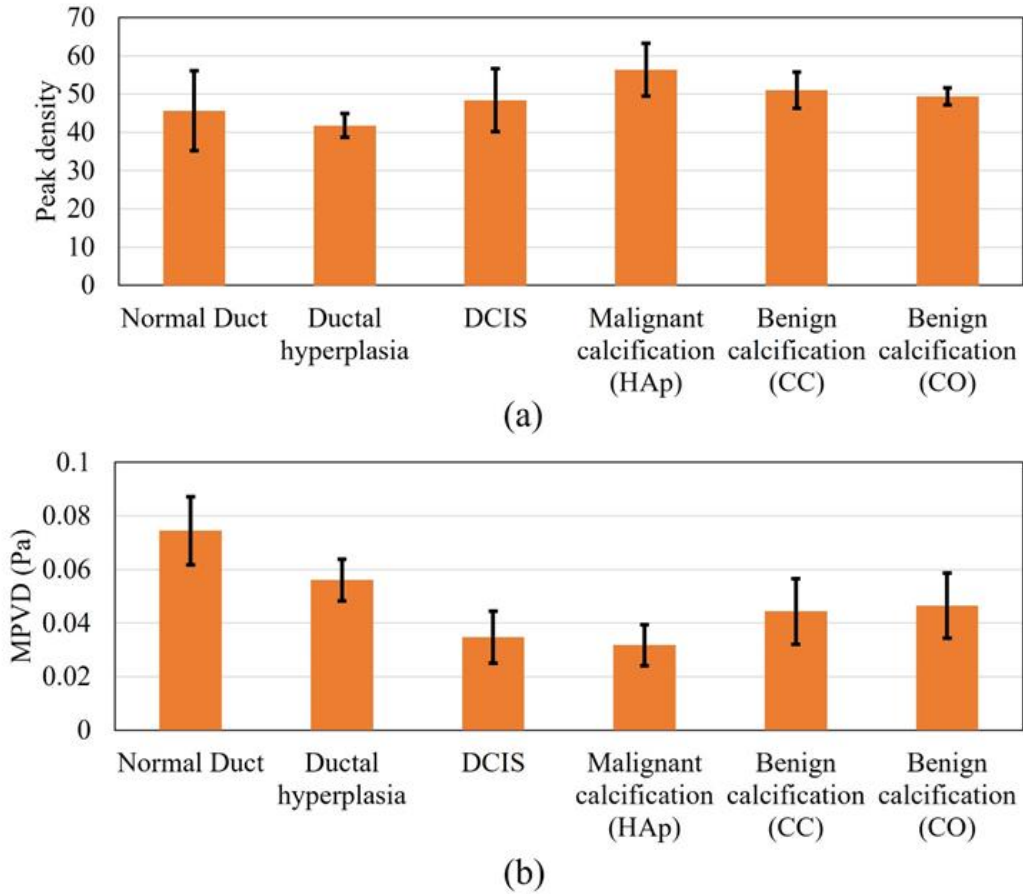 70
60
50
40
30
20
10
0
Peak density
Normal Duct
Ductal
hyperplasia
DCIS
Malignant
calcification
(HAp)
Benign
calcification
(CC)
Benign
calcification
(CO)
(a)
0.1
0.08
0.06
0.04
0.02
0
MPVD (Pa)
Normal Duct
Ductal
hyperplasia
DCIS
Malignant
calcification
(HAp)
Benign
calcification
(CC)
Benign
calcification
(CO)
(b)